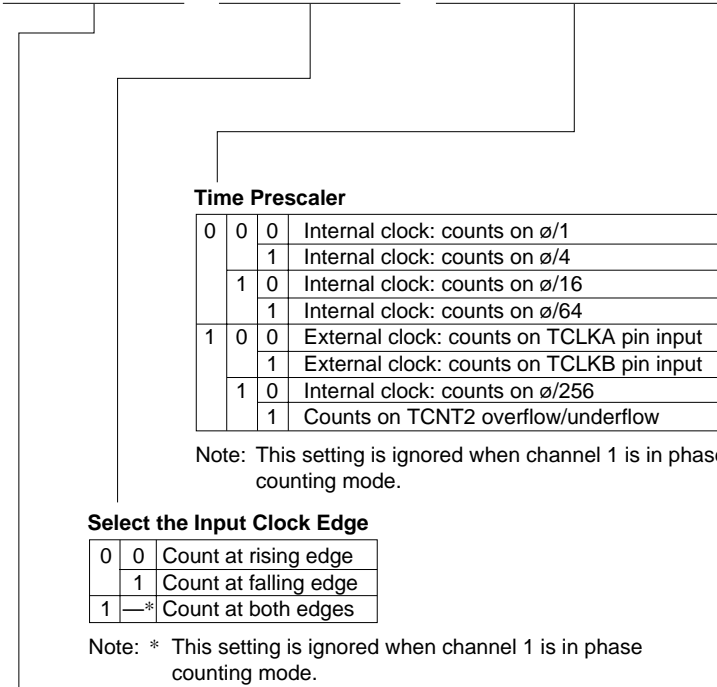 Time Prescaler
0 0 0 Internal clock: counts on ø/1
1 Internal clock: counts on ø/4
1 0 Internal clock: counts on ø/16
1 Internal clock: counts on ø/64
1 0 0 External clock: counts on TCLKA pin input
1 External clock: counts on TCLKB pin input
1 0 Internal clock: counts on ø/256
1 Counts on TCNT2 overflow/underflow
Note: This setting is ignored when channel 1 is in phase
counting mode.
Select the Input Clock Edge
0 0 Count at rising edge
1 Count at falling edge
1 —* Count at both edges
Note: * This setting is ignored when channel 1 is in phase
counting mode.